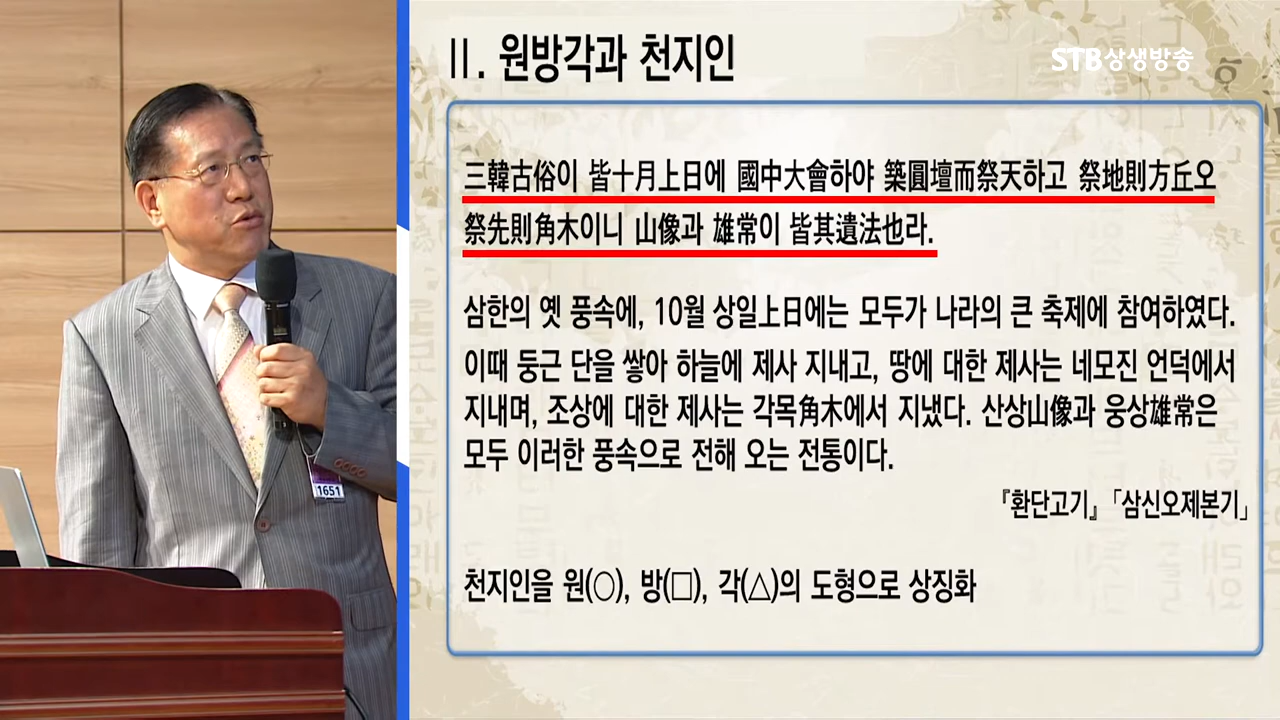 Ⅱ. 원방각과 천지인
STB상생방송
三韓古俗이 皆十月上日에 國中大會하야 築圓壇而祭天하고 祭地則方丘오
祭先則角木이니 山像과 雄常이 皆其遺法也라.
삼한의 옛 풍속에, 10월 상일上日에는 모두가 나라의 큰 축제에 참여하였다.
이때 둥근 단을 쌓아 하늘에 제사 지내고, 땅에 대한 제사는 네모진 언덕에서
지내며, 조상에 대한 제사는 각목角木에서 지냈다. 산상山像과 웅상雄常은
모두 이러한 풍속으로 전해 오는 전통이다.
『환단고기』「삼신오제본기」
천지인을 원(○), 방(□), 각(△)의 도형으로 상징화
1651